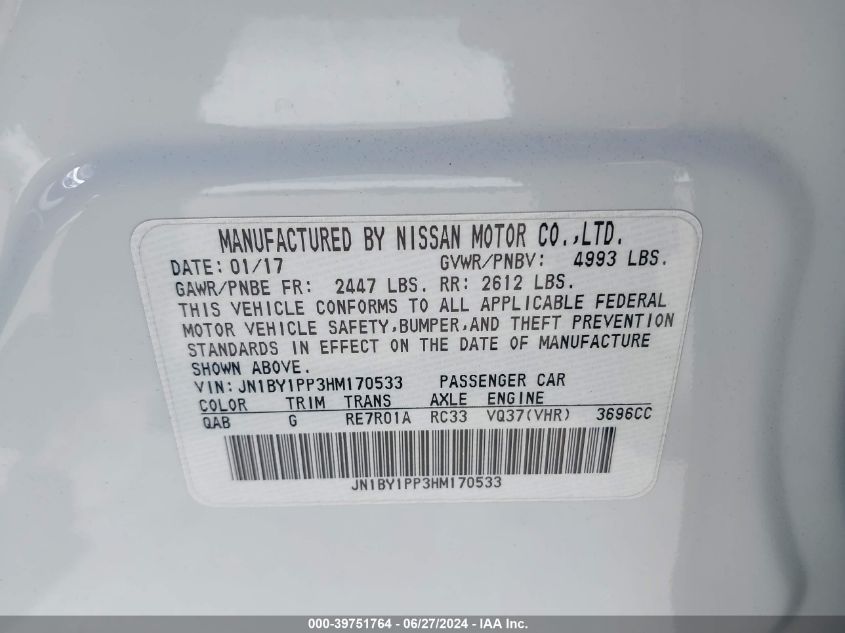 MANUFACTURED BY NISSAN MOTOR CO.,LTD.
DATE: 01/17 GVWR/PNBV: 4993 LBS.
GAWR/PNBE FR: 2447 LBS. RR: 2612 LBS.
THIS VEHICLE CONFORMS TO ALL APPLICABLE FEDERAL
MOTOR VEHICLE SAFETY,BUMPER,AND THEFT PREVENTION
STANDARDS IN EFFECT ON THE DATE OF MANUFACTURE
SHOWN ABOVE.
VIN: JN1BY1PP3HM170533 PASSENGER CAR
COLOR TRIM TRANS AXLE ENGINE
QAB G RE7R01A RC33 VQ37(VHR) 3696CC
JN1BY1PP3HM170533
000-39751764 - 06/27/2024 - IAA Inc.